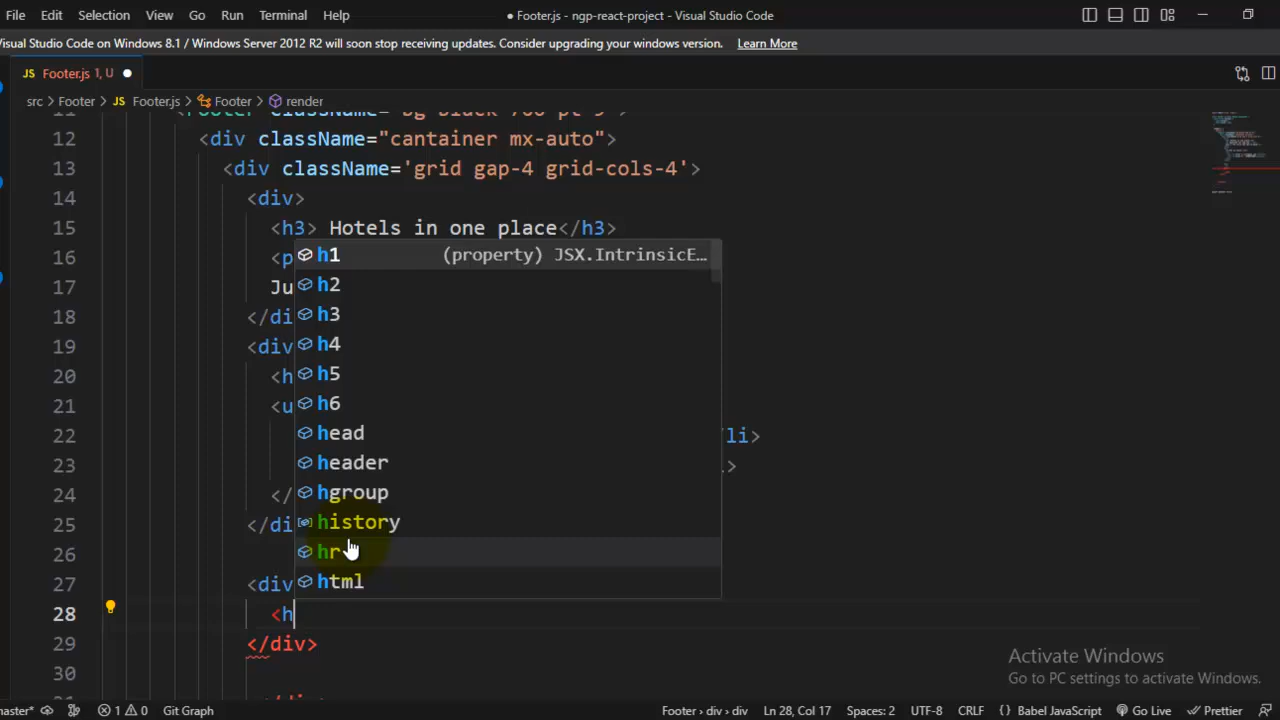 File Edit Selection View Go Run Terminal Help ● Footer.js - ngp-react-project - Visual Studio Code
Visual Studio Code on Windows 8.1 / Windows Server 2012 R2 will soon stop receiving updates. Consider upgrading your windows version. Learn More
JS Footer.js 1, U ●
src > Footer > JS Footer.js > Footer > render
12 <div className="cantainer mx-auto">
13 <div className='grid gap-4 grid-cols-4'>
14 <div>
15 <h3> Hotels in one place</h3>
16 <p
17 Ju
18 </di
19 <div
20 <h
21 <u
22 li>
23 >
24 </
25 </di
26
27 <div
28 <h
29 </div>
30
h1 (property) JSX.IntrinsicE…
h2
h3
h4
h5
h6
head
header
hgroup
history
hr
html
Activate Windows
Go to PC settings to activate Windows.
master* 1 0 Git Graph Footer › div › div Ln 28, Col 17 Spaces: 2 UTF-8 CRLF {} Babel JavaScript Go Live Prettier